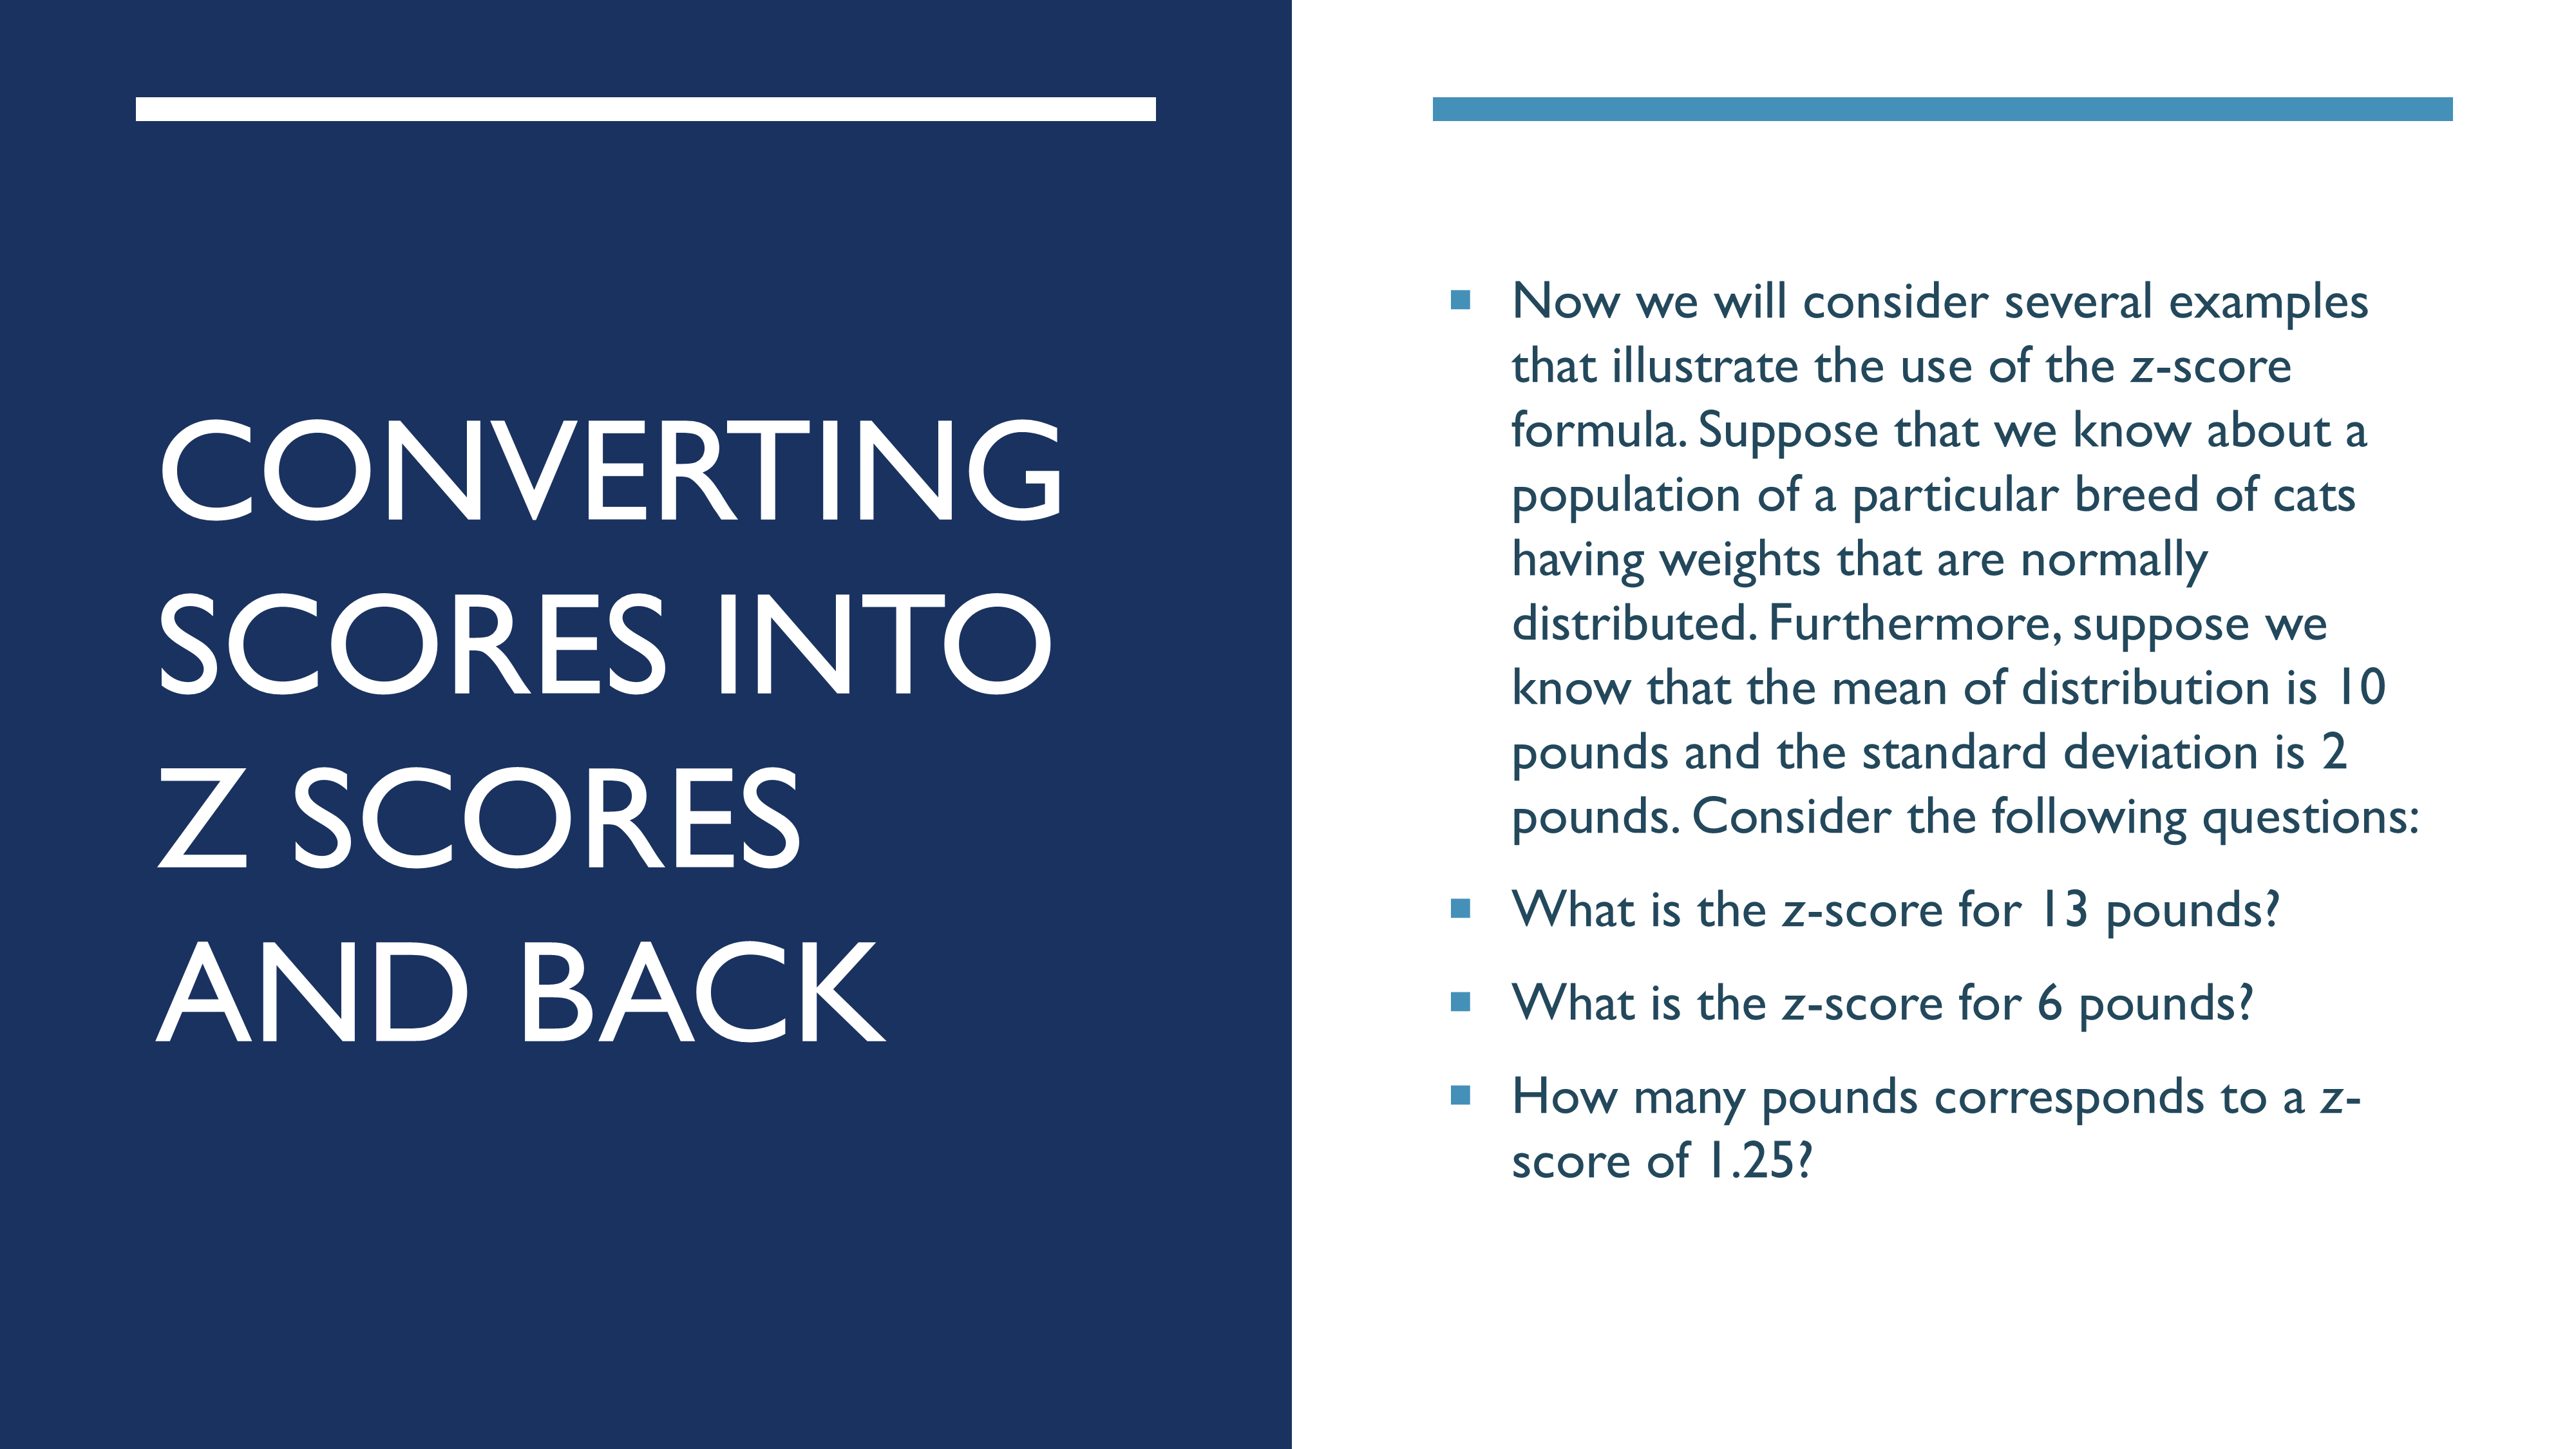 CONVERTING
SCORES INTO
Z SCORES
AND BACK
Now we will consider several examples
that illustrate the use of the z-score
formula. Suppose that we know about a
population of a particular breed of cats
having weights that are normally
distributed. Furthermore, suppose we
know that the mean of distribution is 10
pounds and the standard deviation is 2
pounds. Consider the following questions:
What is the z-score for 13 pounds?
What is the z-score for 6 pounds?
How many pounds corresponds to a z-
score of 1.25?